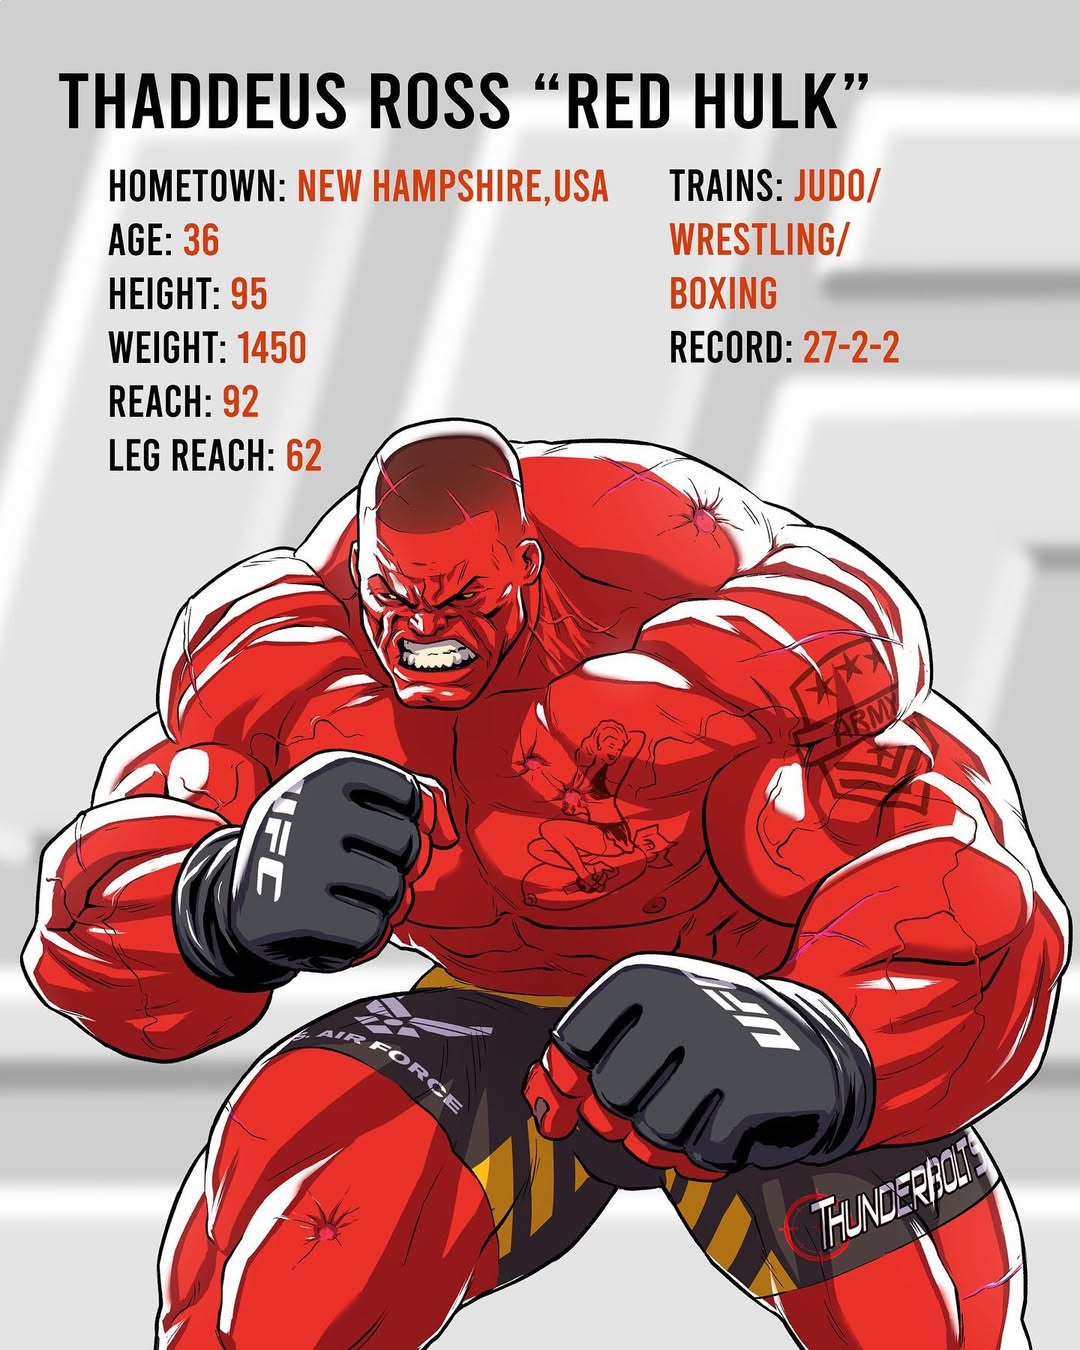 THADDEUS ROSS “RED HULK”
HOMETOWN: NEW HAMPSHIRE,USA
AGE: 36
HEIGHT: 95
WEIGHT: 1450
REACH: 92
LEG REACH: 62
TRAINS: JUDO/
WRESTLING/
BOXING
RECORD: 27-2-2
ARMY
UFC
UFC
S. AIR FORCE
THUNDERBOLTS